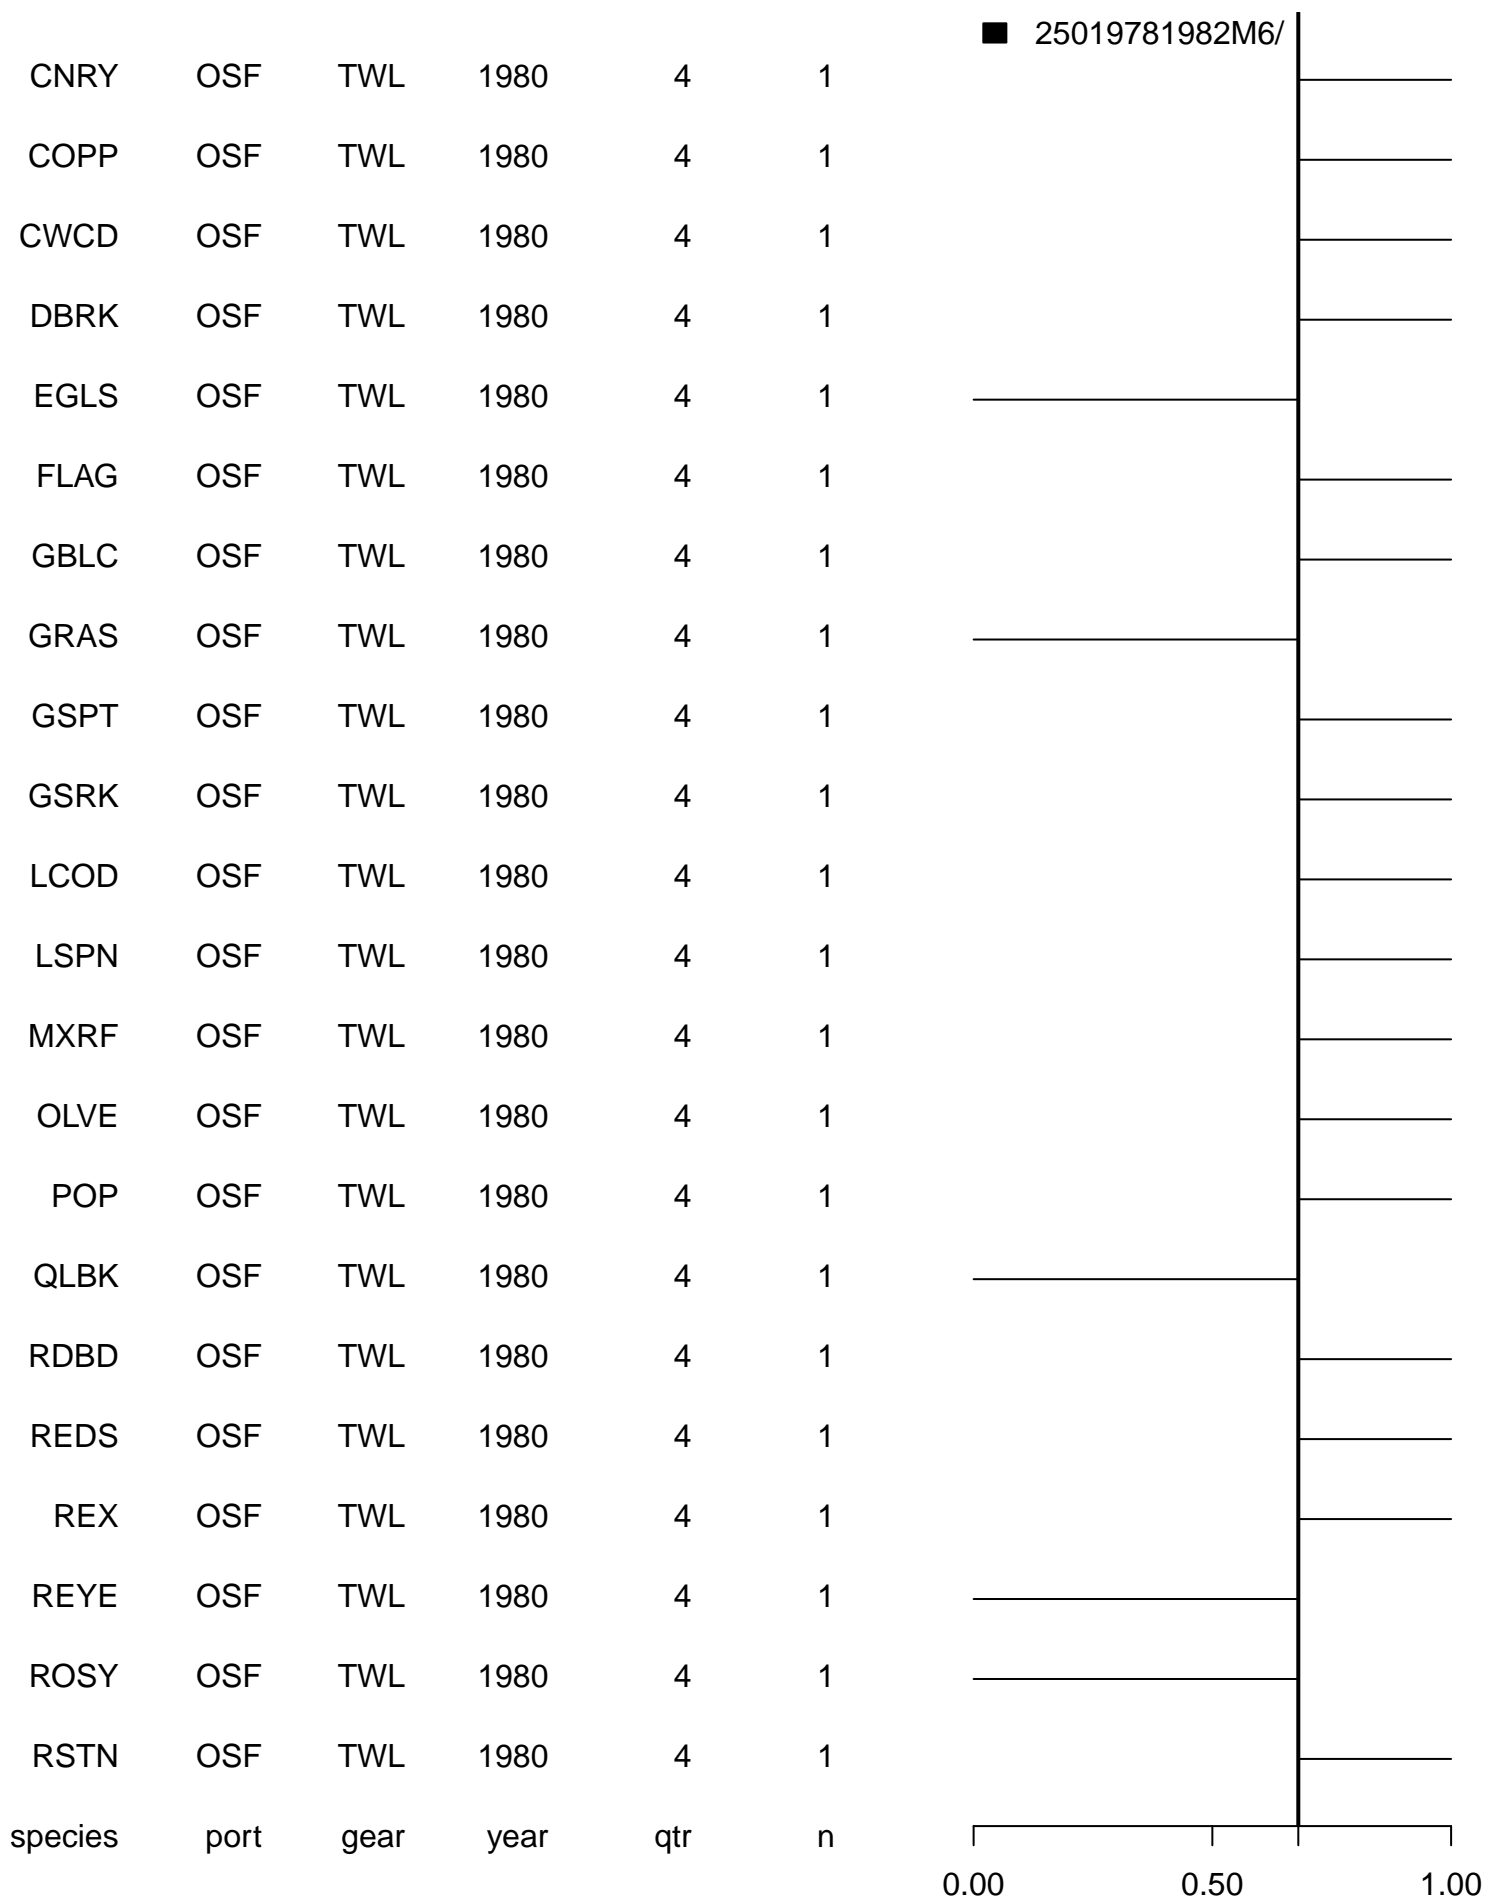 25019781982M6/
CNRY OSF TWL 1980 4 1
COPP OSF TWL 1980 4 1
CWCD OSF TWL 1980 4 1
DBRK OSF TWL 1980 4 1
EGLS OSF TWL 1980 4 1
FLAG OSF TWL 1980 4 1
GBLC OSF TWL 1980 4 1
GRAS OSF TWL 1980 4 1
GSPT OSF TWL 1980 4 1
GSRK OSF TWL 1980 4 1
LCOD OSF TWL 1980 4 1
LSPN OSF TWL 1980 4 1
MXRF OSF TWL 1980 4 1
OLVE OSF TWL 1980 4 1
POP OSF TWL 1980 4 1
QLBK OSF TWL 1980 4 1
RDBD OSF TWL 1980 4 1
REDS OSF TWL 1980 4 1
REX OSF TWL 1980 4 1
REYE OSF TWL 1980 4 1
ROSY OSF TWL 1980 4 1
RSTN OSF TWL 1980 4 1
species port gear year qtr n
0.00 0.50 1.00